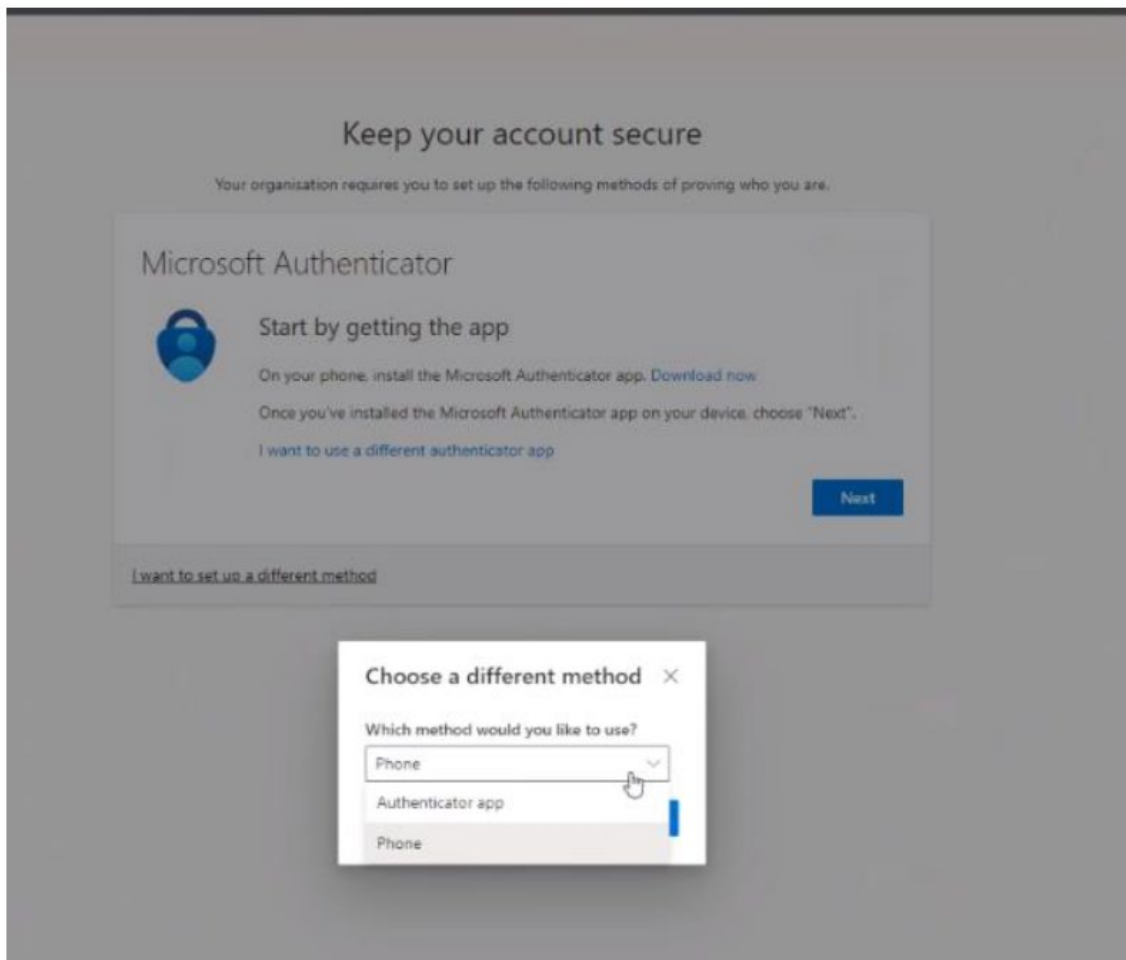 Keep your account secure
Your organisation requires you to set up the following methods of proving who you are.
Microsoft Authenticator
Start by getting the app
On your phone, install the Microsoft Authenticator app. Download now
Once you've installed the Microsoft Authenticator app on your device, choose "Next".
I want to use a different authenticator app
Next
I want to set up a different method
Choose a different method
Which method would you like to use?
Phone
Authenticator app
Phone